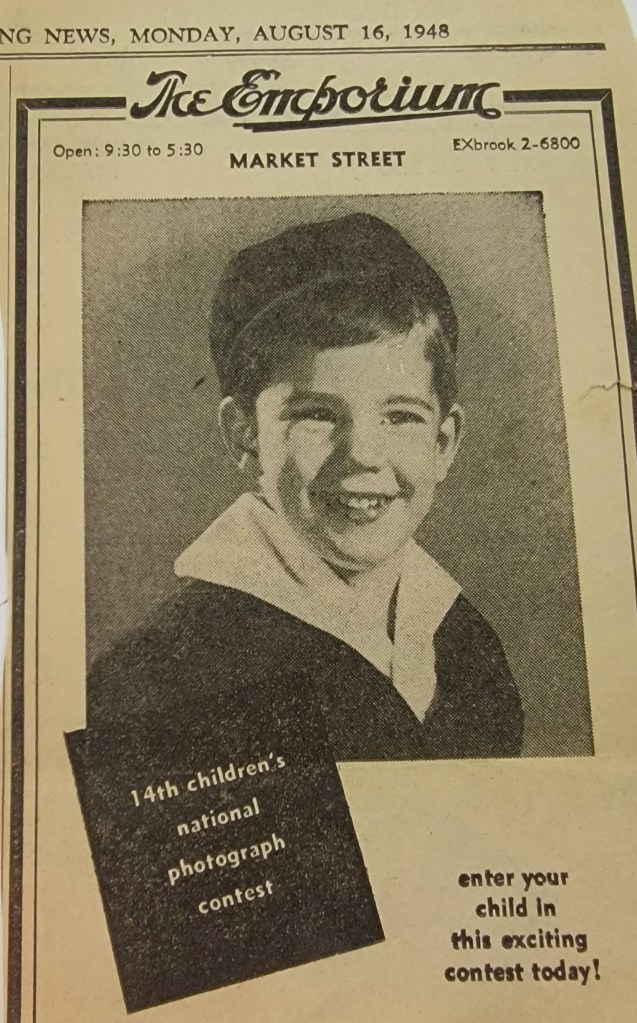 NG NEWS, MONDAY, AUGUST 16, 1948
The Emporium
Open: 9:30 to 5:30
MARKET STREET
EXbrook 2-6800
14th children's
national
photograph
contest
enter your
child in
this exciting
contest today!